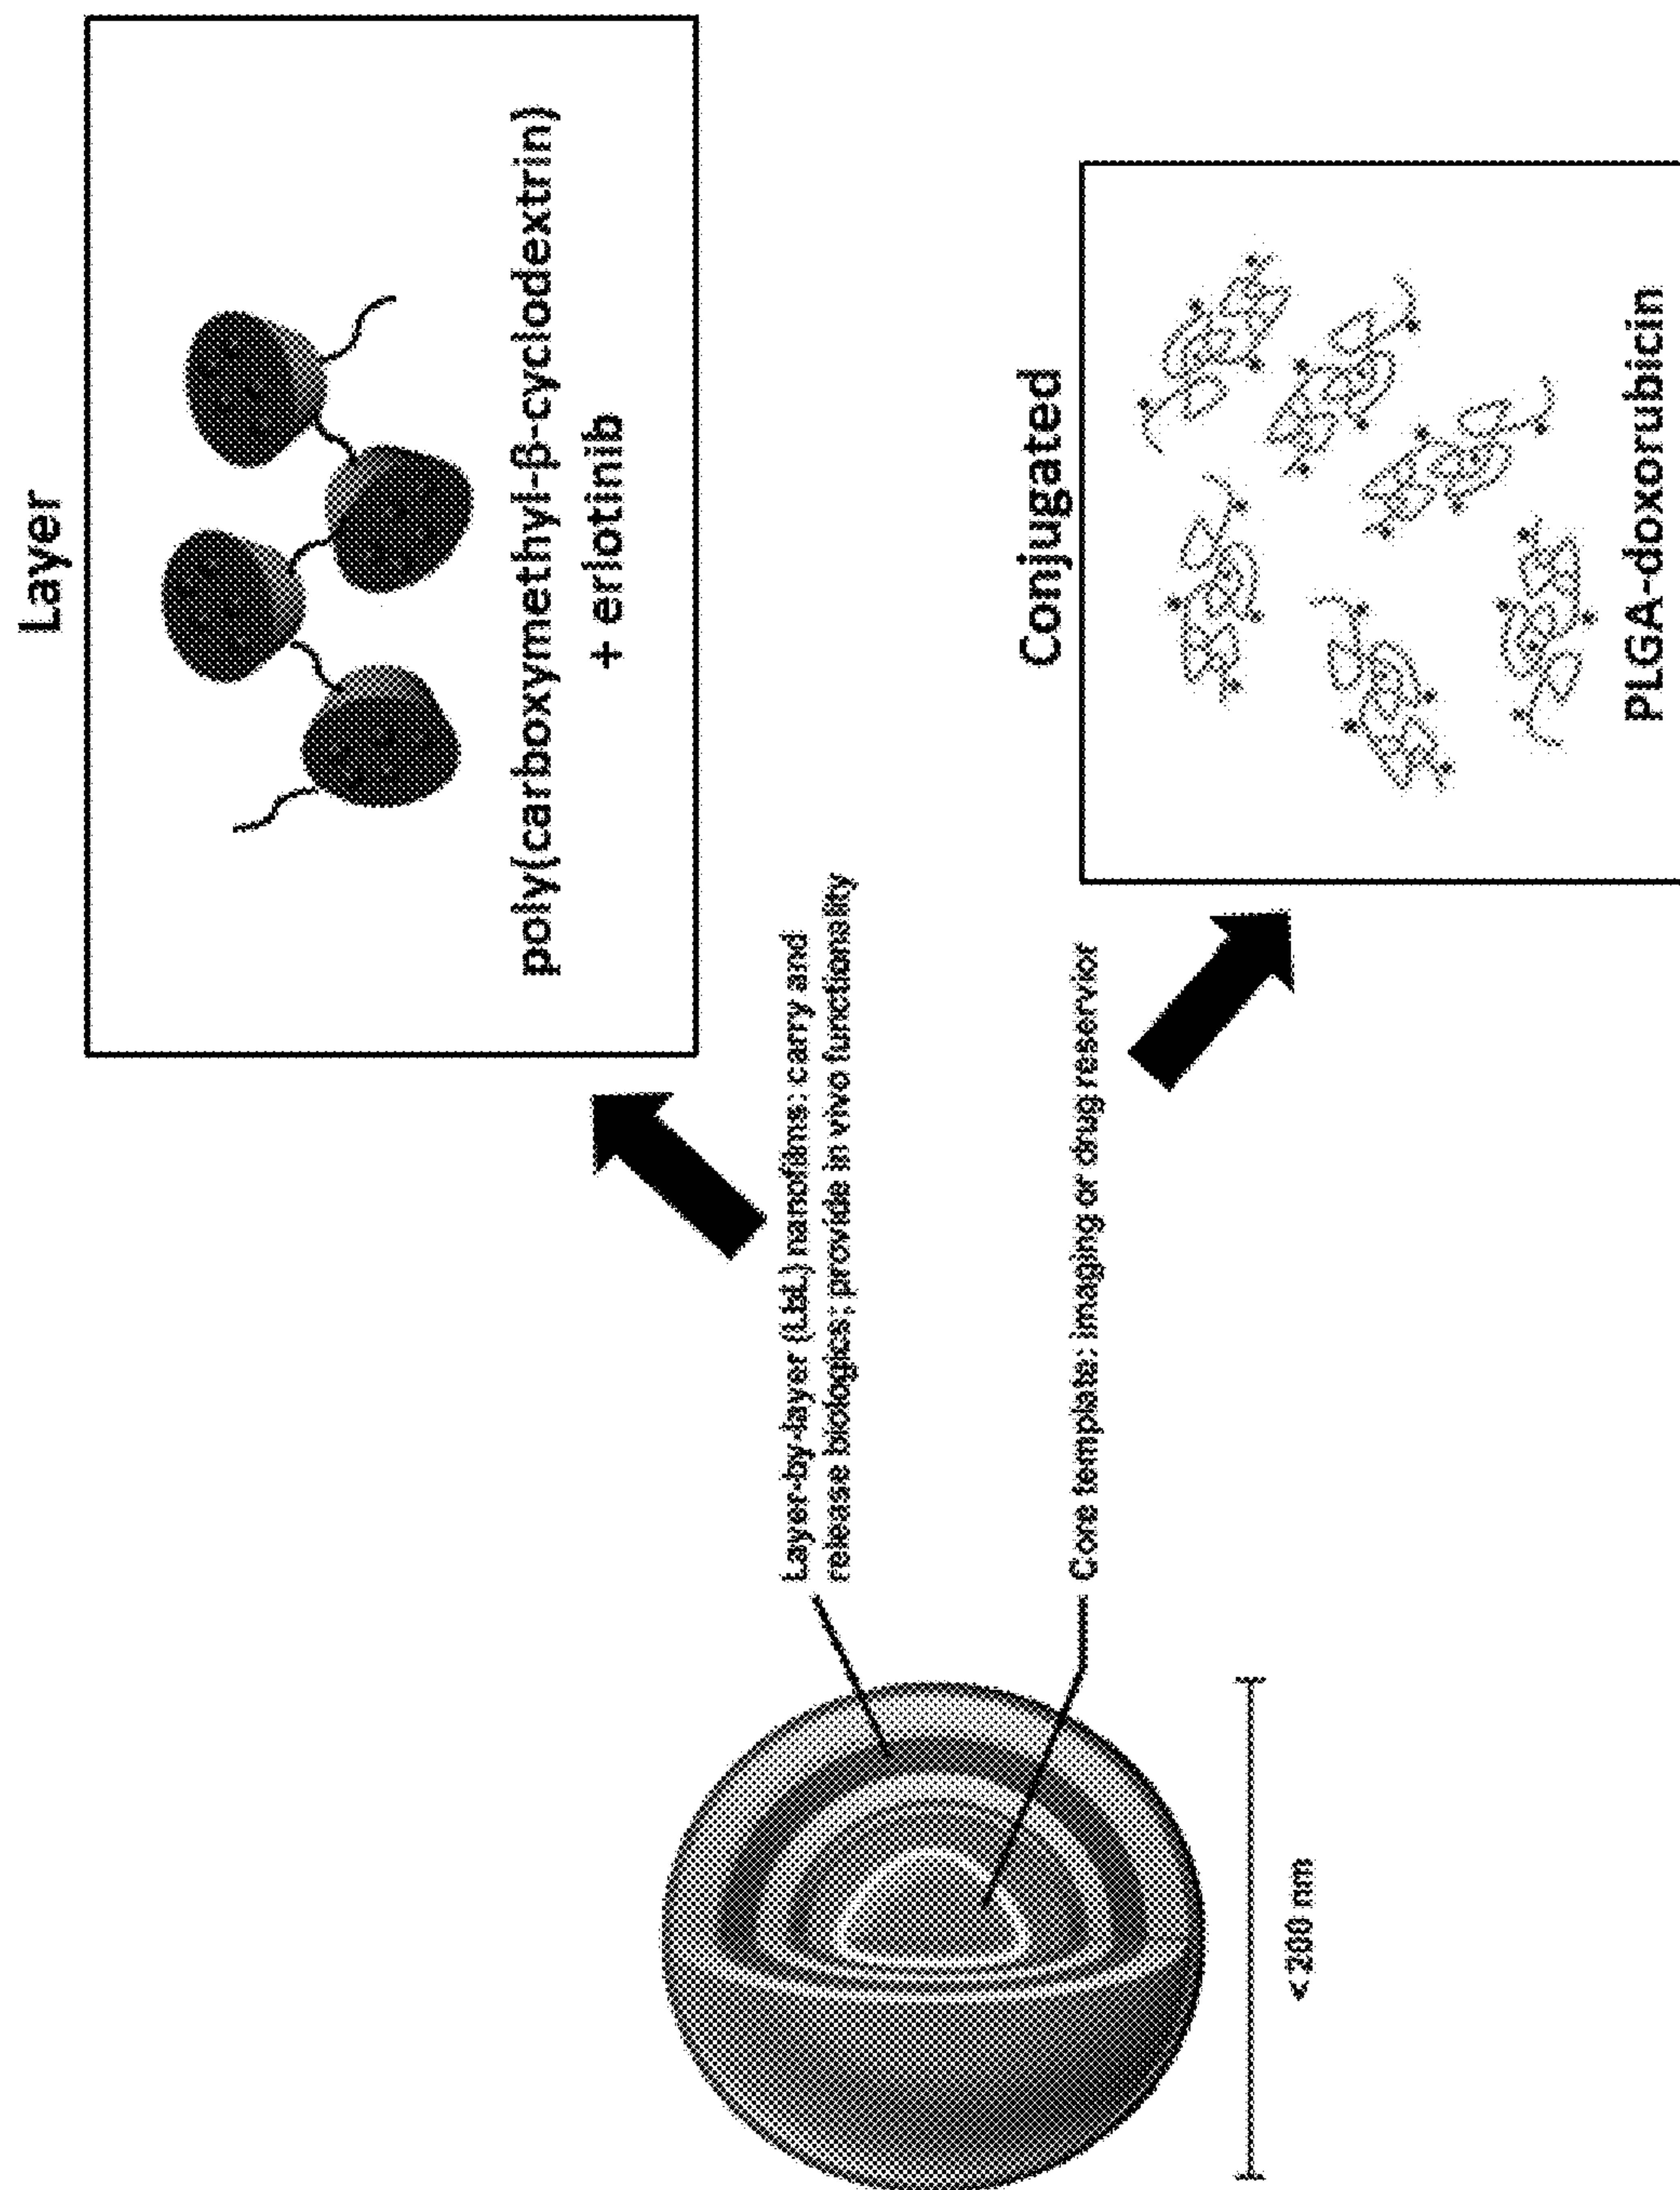 Layer
poly(carboxymethyl-β-cyclodextrin)
+ erlotinib
Layer-by-layer (LbL) nanofilms: carry and
release biologics; provide in vivo functionality
Core template: imaging or drug reservior
< 200 nm
Conjugated
PLGA-doxorubicin